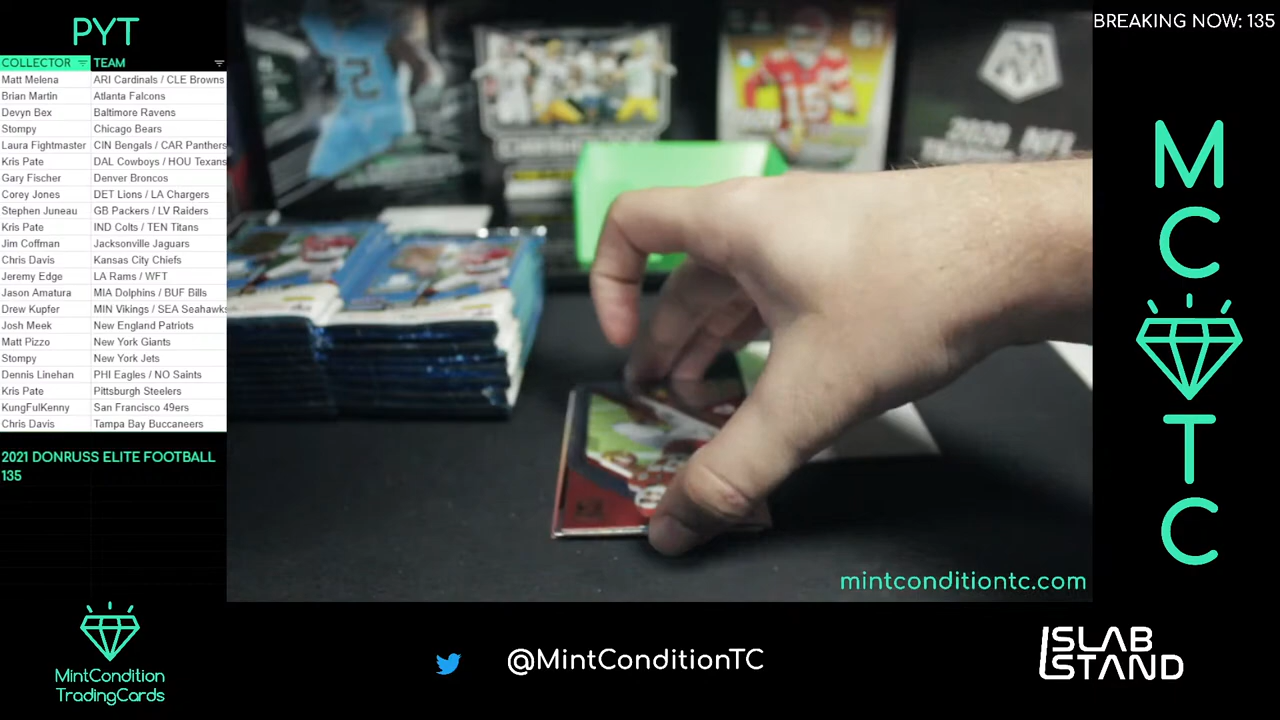 PYT
BREAKING NOW: 135
COLLECTOR TEAM
Matt Melena ARI Cardinals / CLE Browns
Brian Martin Atlanta Falcons
Devyn Bex Baltimore Ravens
Stompy Chicago Bears
Laura Fightmaster CIN Bengals / CAR Panthers
Kris Pate DAL Cowboys / HOU Texans
Gary Fischer Denver Broncos
Corey Jones DET Lions / LA Chargers
Stephen Juneau GB Packers / LV Raiders
Kris Pate IND Colts / TEN Titans
Jim Coffman Jacksonville Jaguars
Chris Davis Kansas City Chiefs
Jeremy Edge LA Rams / WFT
Jason Amatura MIA Dolphins / BUF Bills
Drew Kupfer MIN Vikings / SEA Seahawks
Josh Meek New England Patriots
Matt Pizzo New York Giants
Stompy New York Jets
Dennis Linehan PHI Eagles / NO Saints
Kris Pate Pittsburgh Steelers
KungFulKenny San Francisco 49ers
Chris Davis Tampa Bay Buccaneers
2021 DONRUSS ELITE FOOTBALL
135
15
2020 NFL
M
C
T
C
mintconditiontc.com
MintCondition
TradingCards
@MintConditionTC
SLAB
STAND